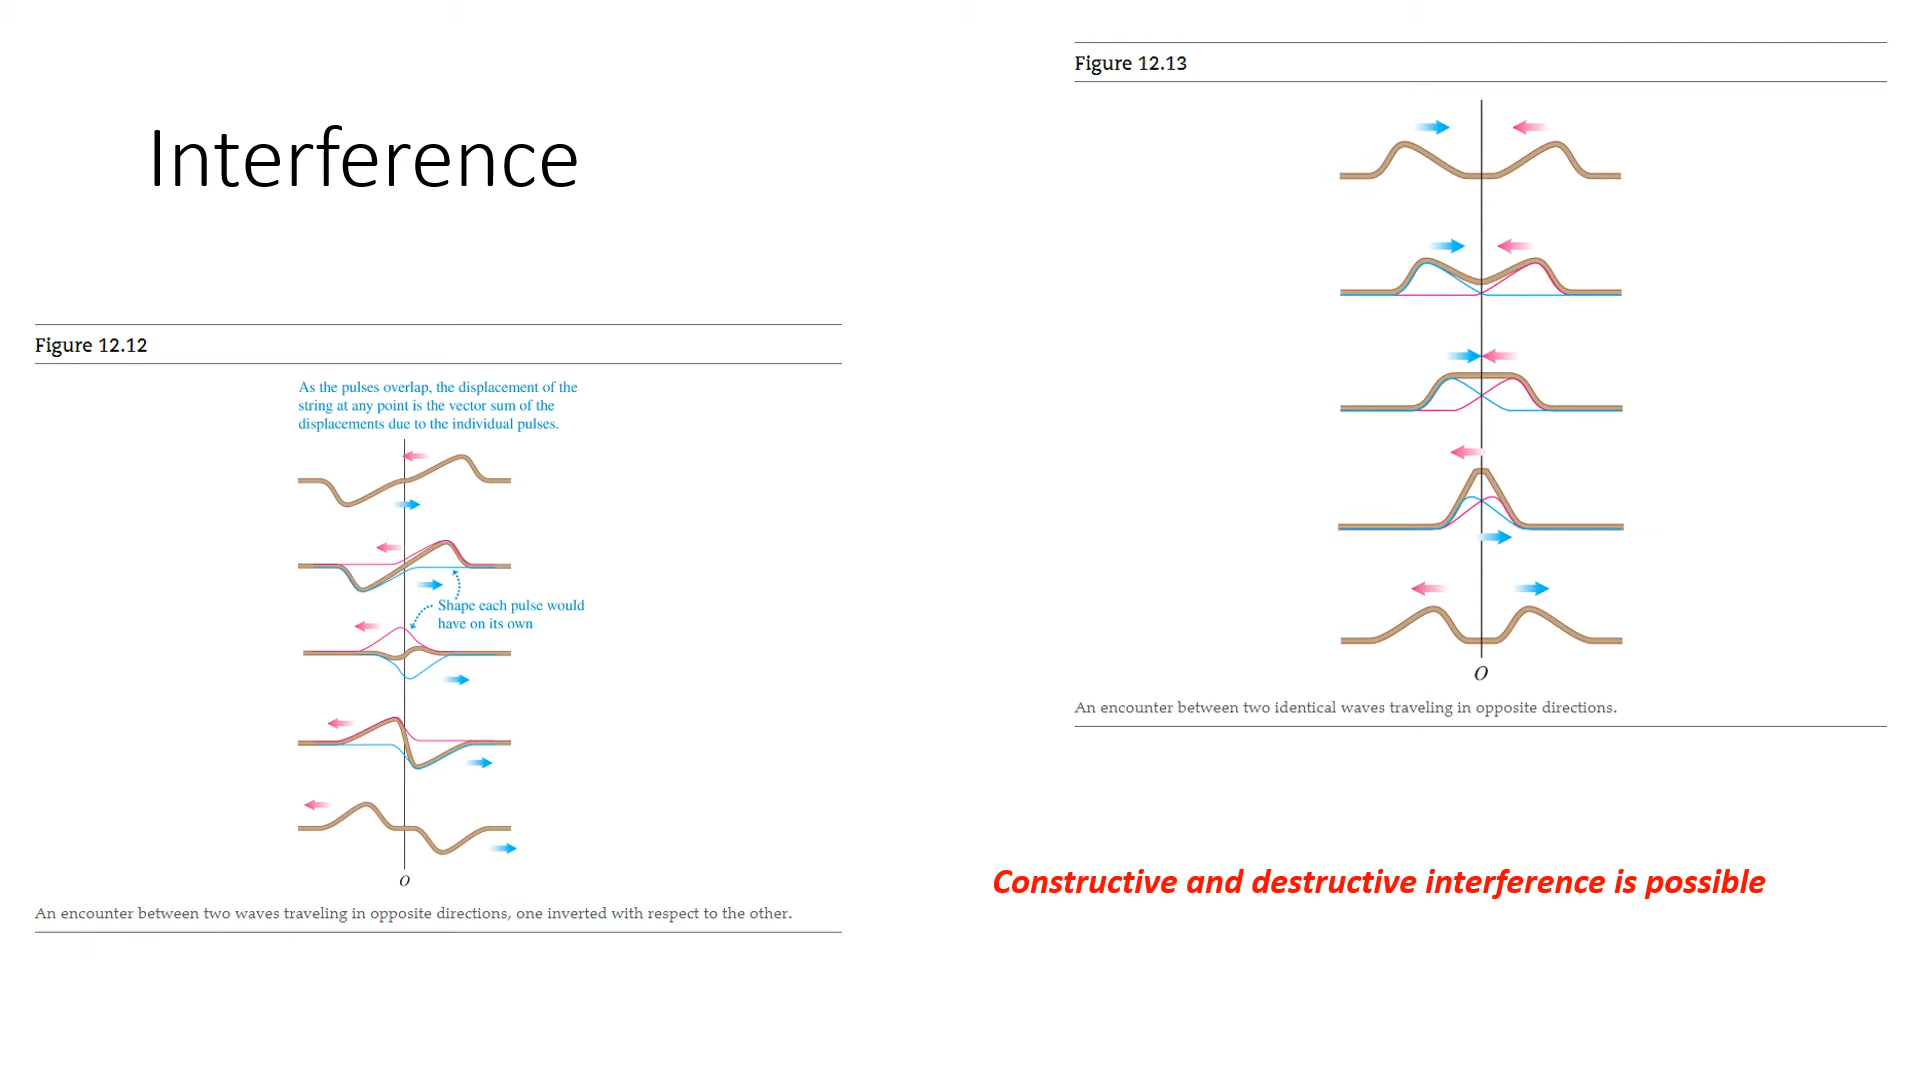 Interference
Figure 12.12
As the pulses overlap, the displacement of the
string at any point is the vector sum of the
displacements due to the individual pulses.
Shape each pulse would
have on its own
O
An encounter between two waves traveling in opposite directions, one inverted with respect to the other.
Figure 12.13
O
An encounter between two identical waves traveling in opposite directions.
Constructive and destructive interference is possible